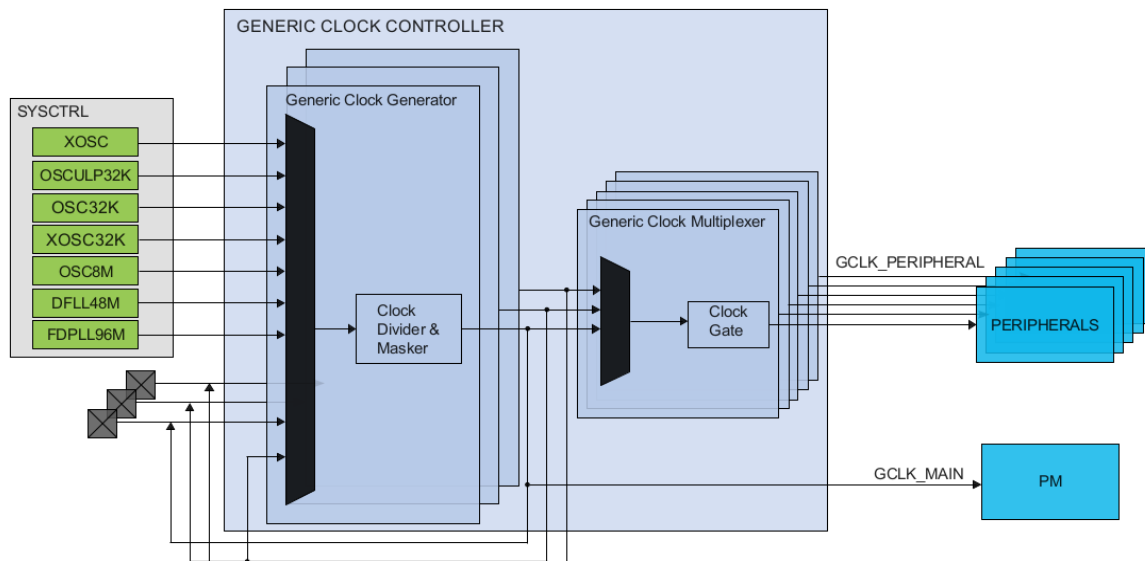 GENERIC CLOCK CONTROLLER
Generic Clock Generator
SYSCTRL
XOSC
OSCULP32K
OSC32K
XOSC32K
OSC8M
DFLL48M
FDPLL96M
Clock
Divider &
Masker
Generic Clock Multiplexer
Clock
Gate
GCLK_PERIPHERAL
PERIPHERALS
GCLK_MAIN
PM